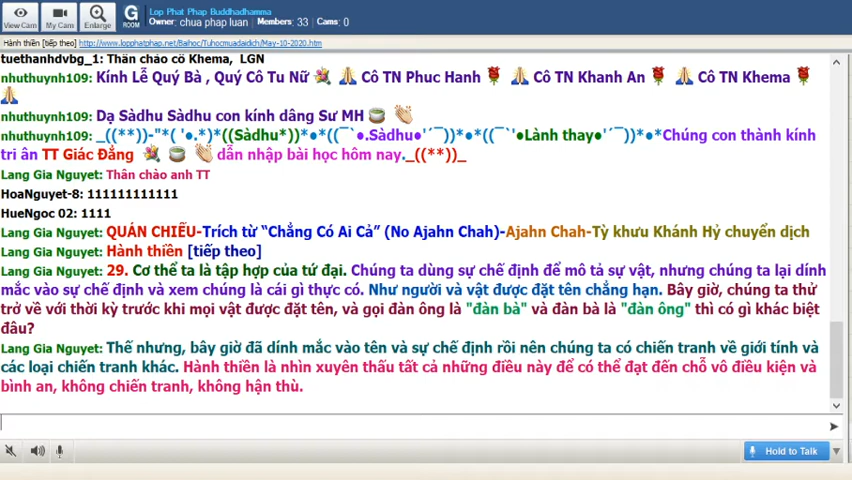 View Cam
My Cam
Enlarge
G
ROOM
Lop Phat Phap Buddhadhamma
Owner: chua phap luan Members: 33 Cams: 0
Hành thiền [tiếp theo] http://www.lopphatphap.net/Baihoc/Tuhocmuadaidich/May-10-2020.htm
tuethanhdvbg_1: Thân chào cô Khema, LGN
nhuthuynh109: Kính Lễ Quý Bà , Quý Cô Tu Nữ 💐 🙏 Cô TN Phuc Hanh 🌹 🙏 Cô TN Khanh An 🌹 🙏 Cô TN Khema 🌹
🙏
nhuthuynh109: Dạ Sàdhu Sàdhu con kính dâng Sư MH 🍵 👏
nhuthuynh109: _((**))-"*( '●.*)*((Sàdhu*))*●*((¯`●.Sàdhu●'´¯))*●*((¯`'●Lành thay●'´¯))*●*Chúng con thành kính
tri ân TT Giác Đẳng 💐 🍵 👏 dẫn nhập bài học hôm nay._((**))_
Lang Gia Nguyet: Thân chào anh TT
HoaNguyet-8: 111111111111
HueNgoc 02: 1111
Lang Gia Nguyet: QUÁN CHIẾU-Trích từ “Chẳng Có Ai Cả” (No Ajahn Chah)-Ajahn Chah-Tỳ khưu Khánh Hỷ chuyển dịch
Lang Gia Nguyet: Hành thiền [tiếp theo]
Lang Gia Nguyet: 29. Cơ thể ta là tập hợp của tứ đại. Chúng ta dùng sự chế định để mô tả sự vật, nhưng chúng ta lại dính
mắc vào sự chế định và xem chúng là cái gì thực có. Như người và vật được đặt tên chẳng hạn. Bây giờ, chúng ta thử
trở về với thời kỳ trước khi mọi vật được đặt tên, và gọi đàn ông là "đàn bà" và đàn bà là "đàn ông" thì có gì khác biệt
đâu?
Lang Gia Nguyet: Thế nhưng, bây giờ đã dính mắc vào tên và sự chế định rồi nên chúng ta có chiến tranh về giới tính và
các loại chiến tranh khác. Hành thiền là nhìn xuyên thấu tất cả những điều này để có thể đạt đến chỗ vô điều kiện và
bình an, không chiến tranh, không hận thù.
Hold to Talk